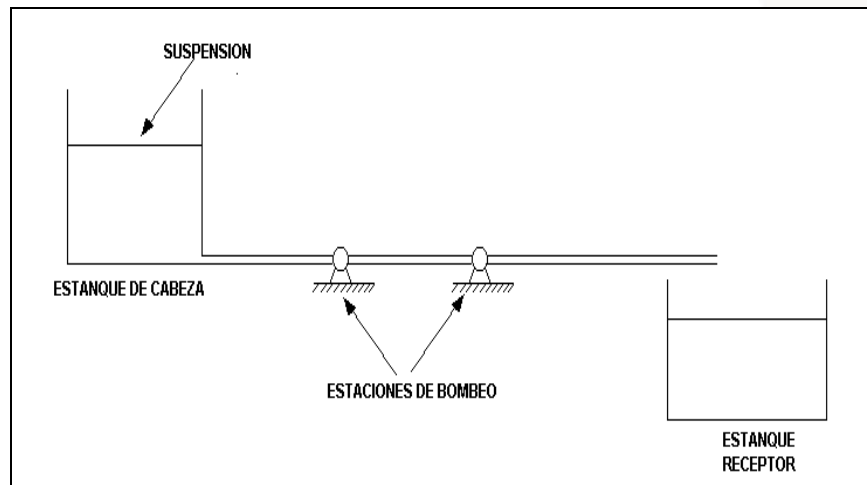 SUSPENSION
ESTANQUE DE CABEZA
ESTACIONES DE BOMBEO
ESTANQUE
RECEPTOR